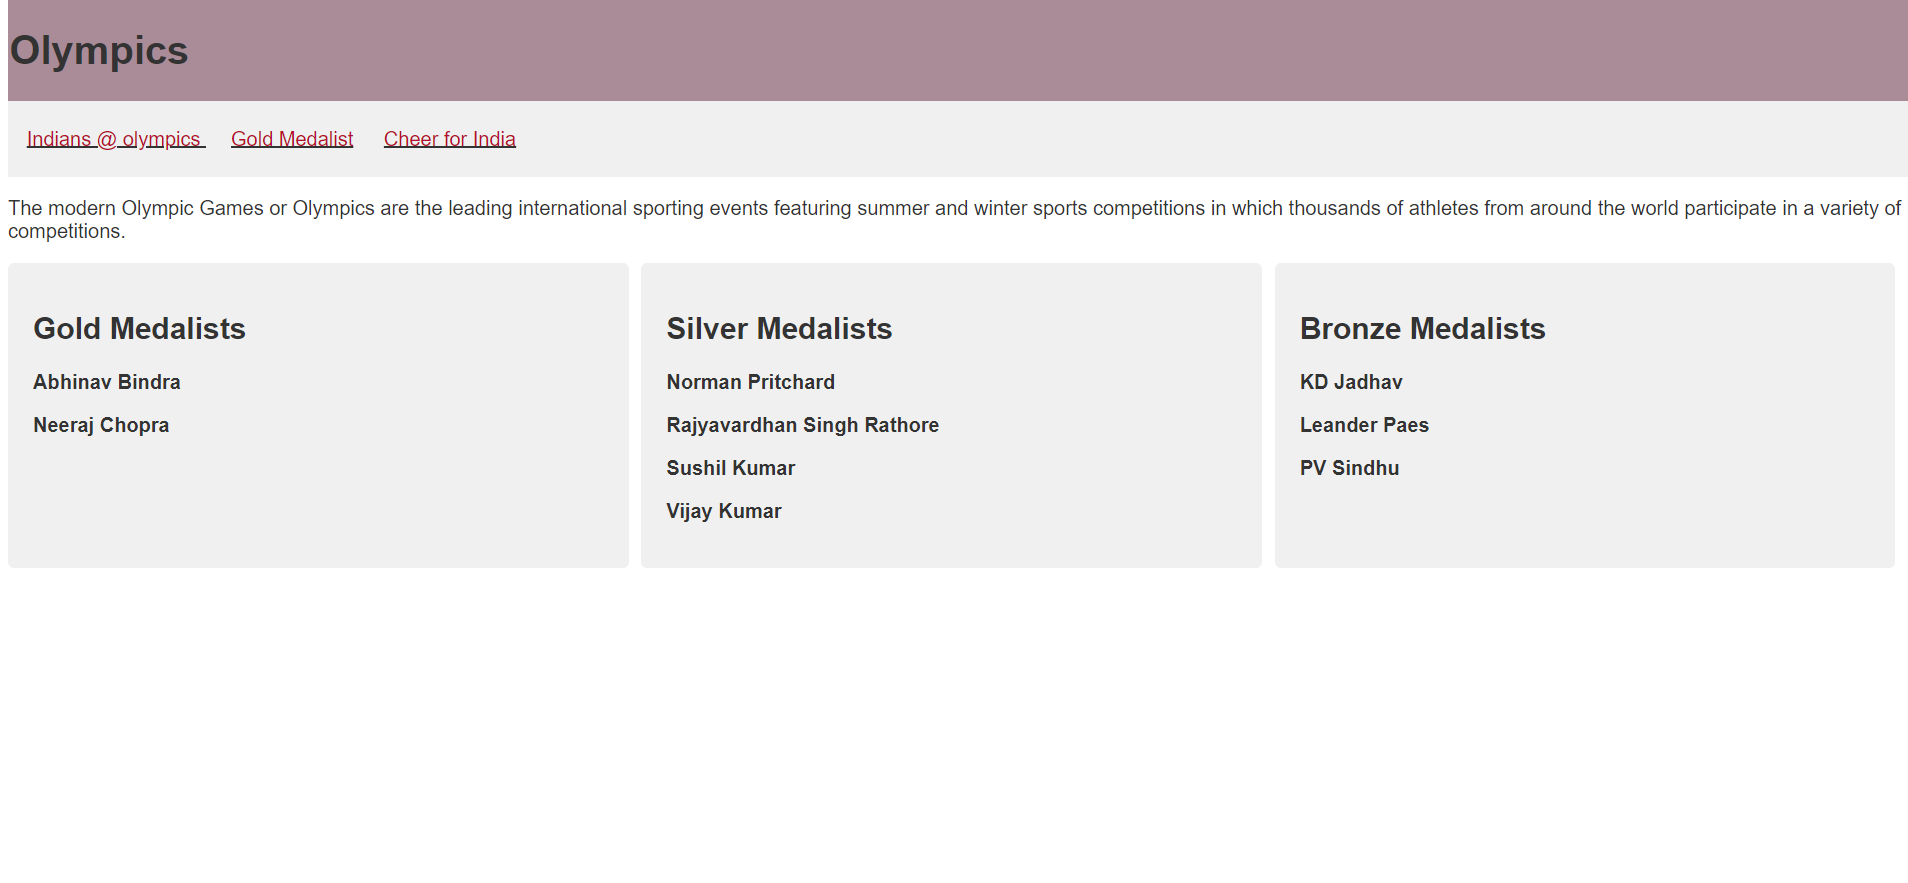 Olympics
Indians @ olympics Gold Medalist Cheer for India
The modern Olympic Games or Olympics are the leading international sporting events featuring summer and winter sports competitions in which thousands of athletes from around the world participate in a variety of
competitions.
Gold Medalists
Abhinav Bindra
Neeraj Chopra
Silver Medalists
Norman Pritchard
Rajyavardhan Singh Rathore
Sushil Kumar
Vijay Kumar
Bronze Medalists
KD Jadhav
Leander Paes
PV Sindhu